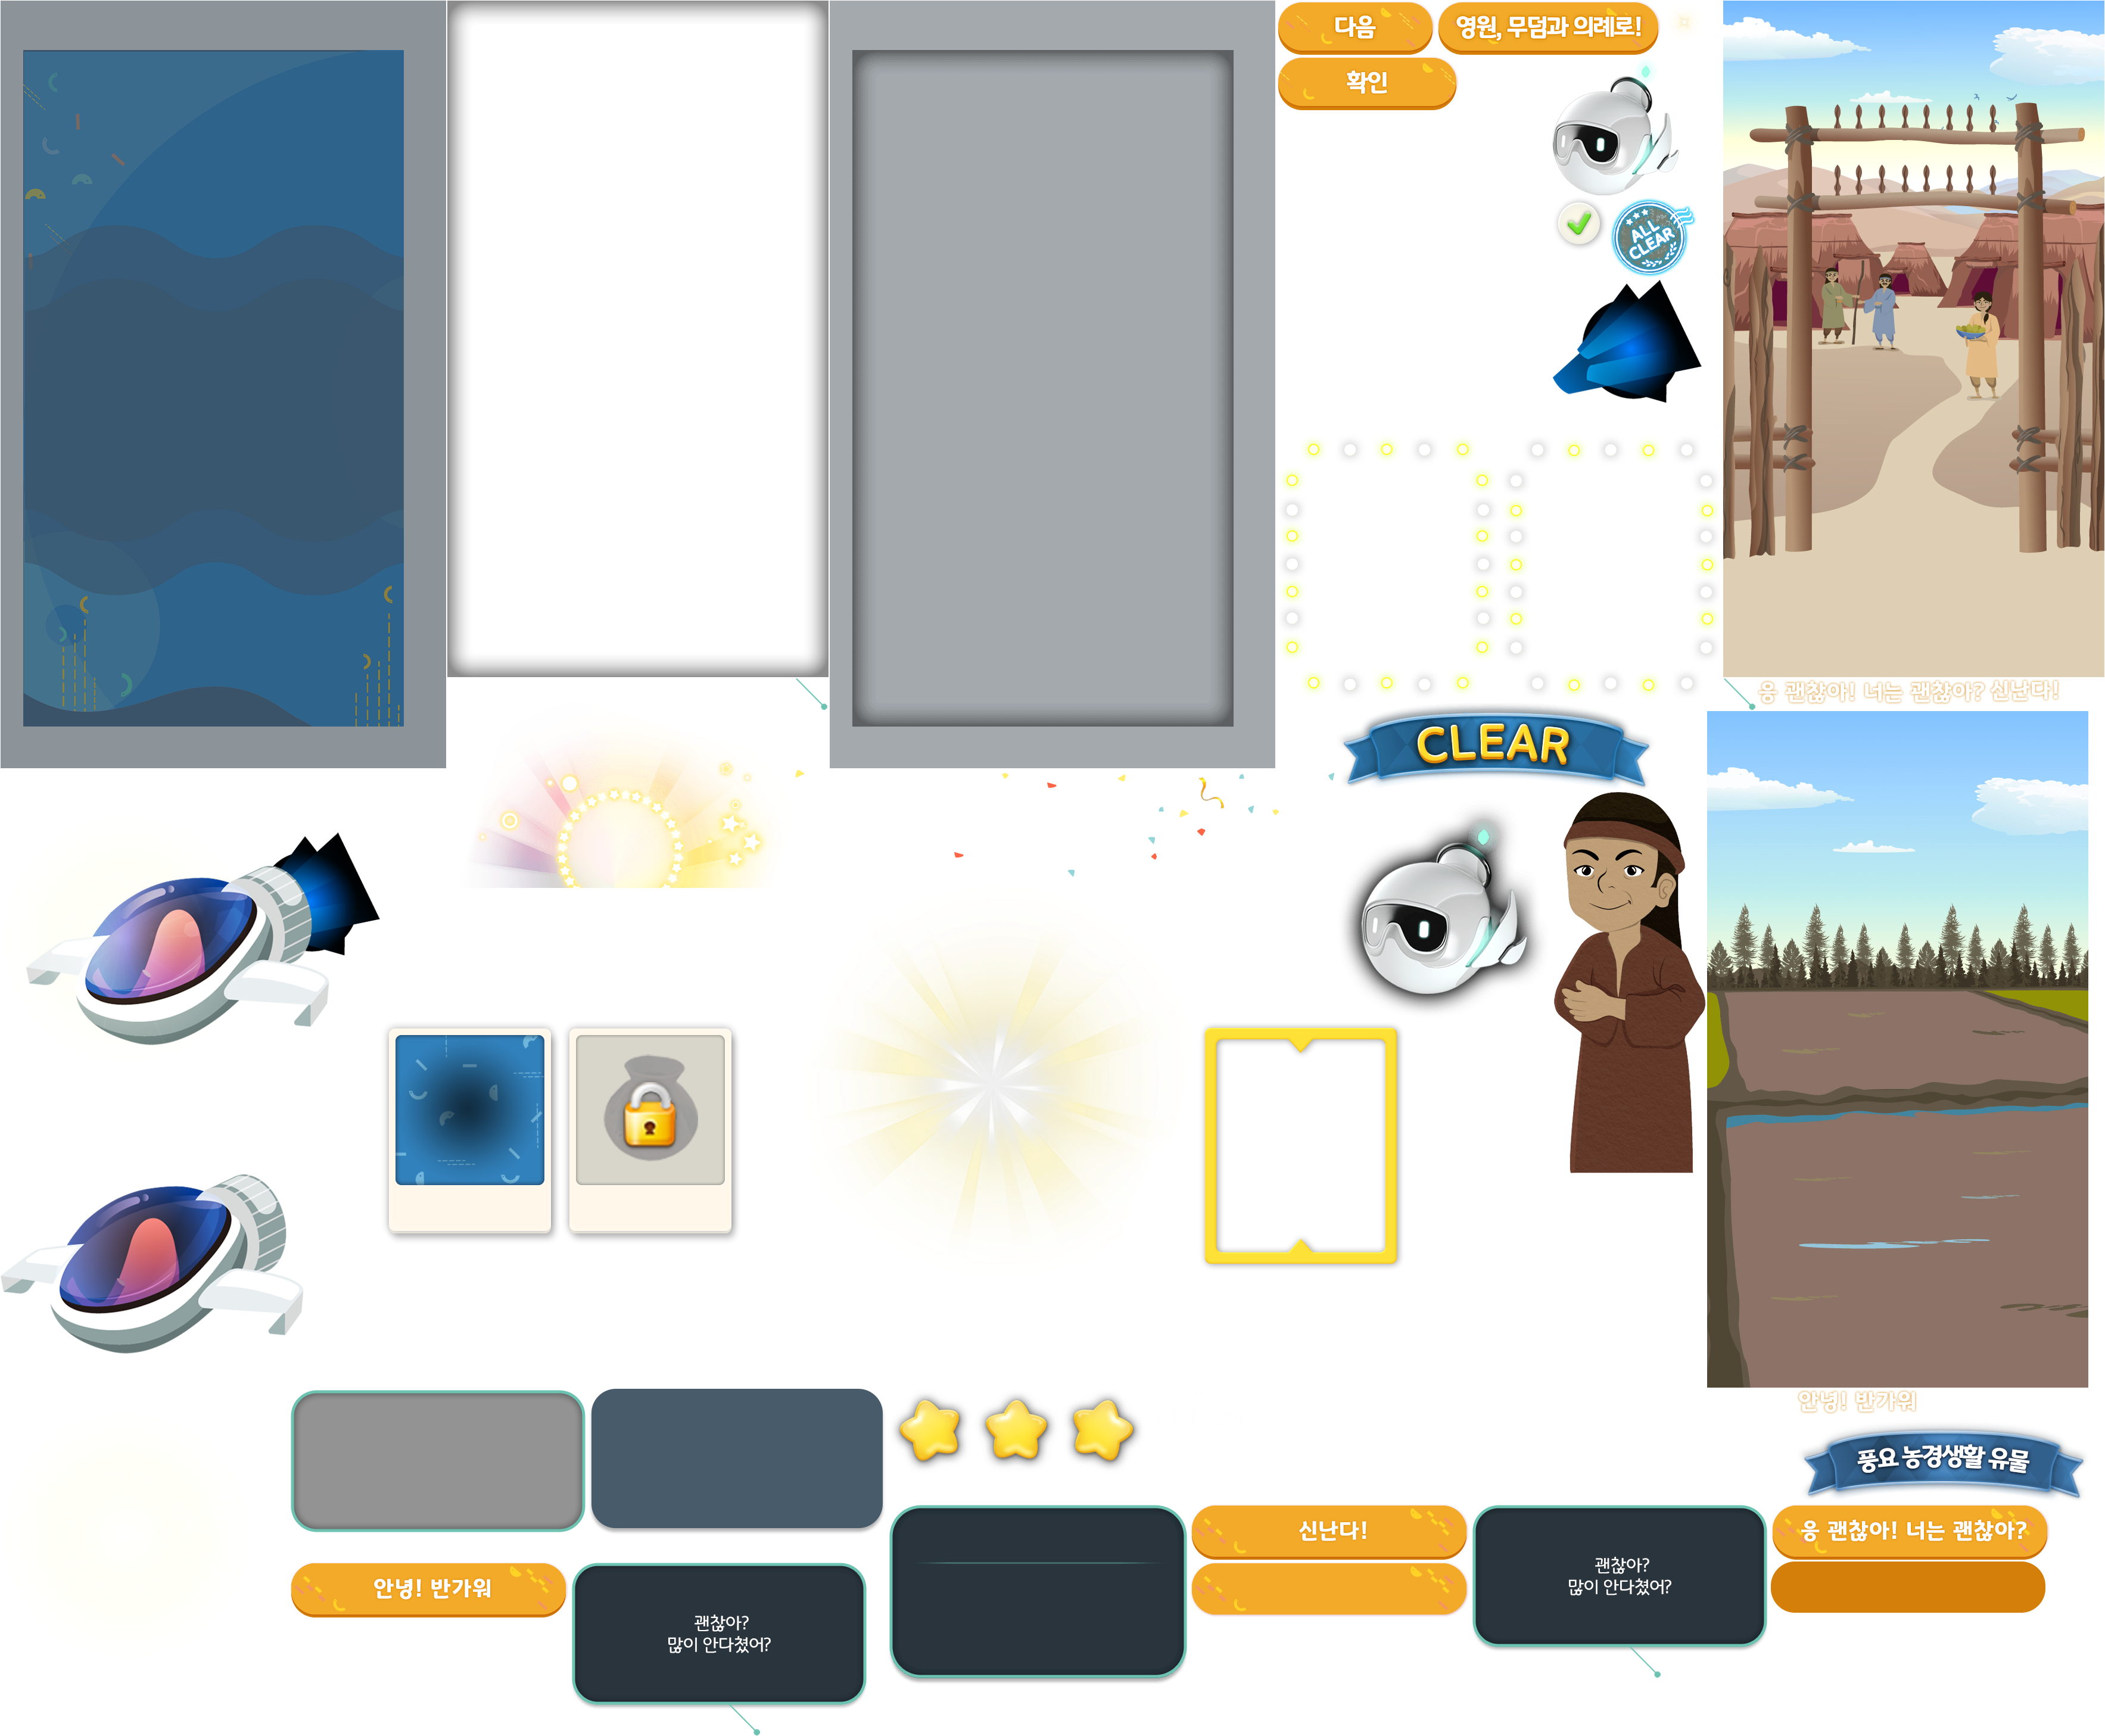 다음
영원, 무덤과 의례로!
확인
ALL
CLEAR
응 괜찮아! 너는 괜찮아? 신난다!
CLEAR
안녕! 반가워
풍요 농경생활 유물
신난다!
괜찮아?
많이 안다쳤어?
응 괜찮아! 너는 괜찮아?
안녕! 반가워
괜찮아?
많이 안다쳤어?